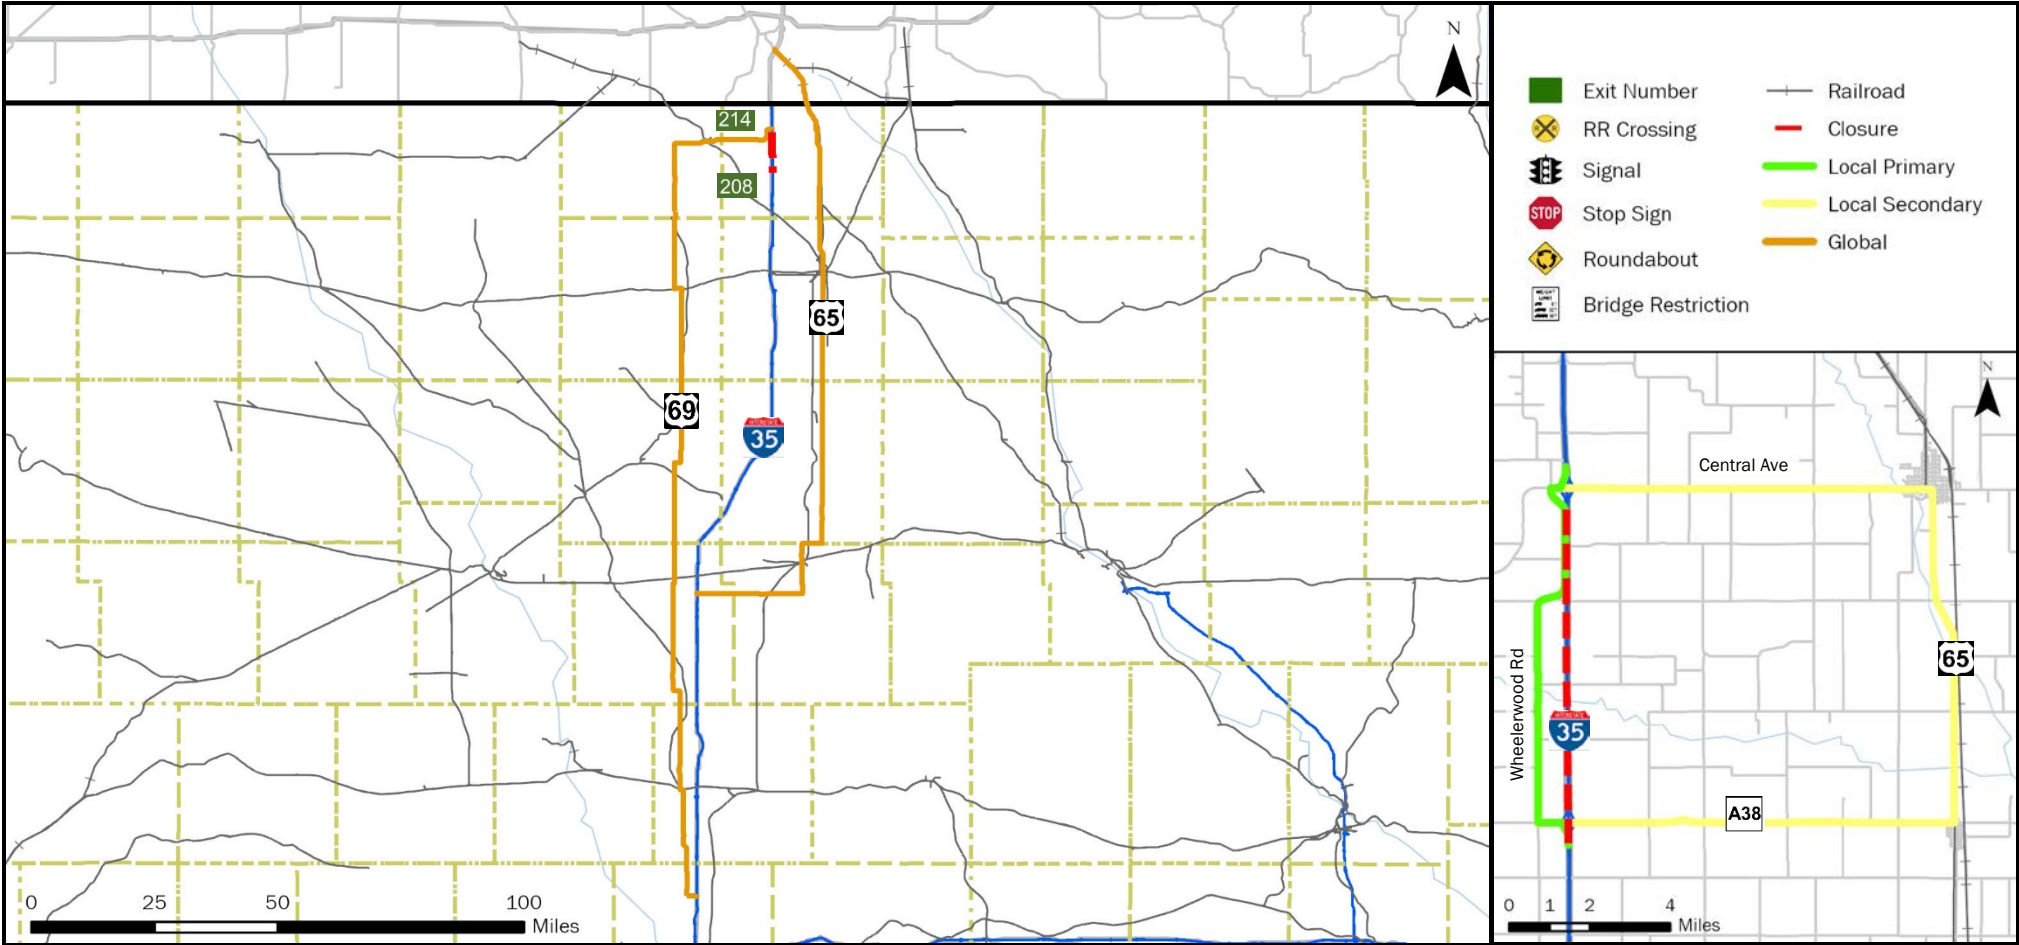 214
208
65
69
35
0 25 50 100
Miles
N
Exit Number
RR Crossing
Signal
STOP Stop Sign
Roundabout
Bridge Restriction
Railroad
Closure
Local Primary
Local Secondary
Global
N
Central Ave
65
Wheelerwood Rd
35
A38
0 1 2 4
Miles